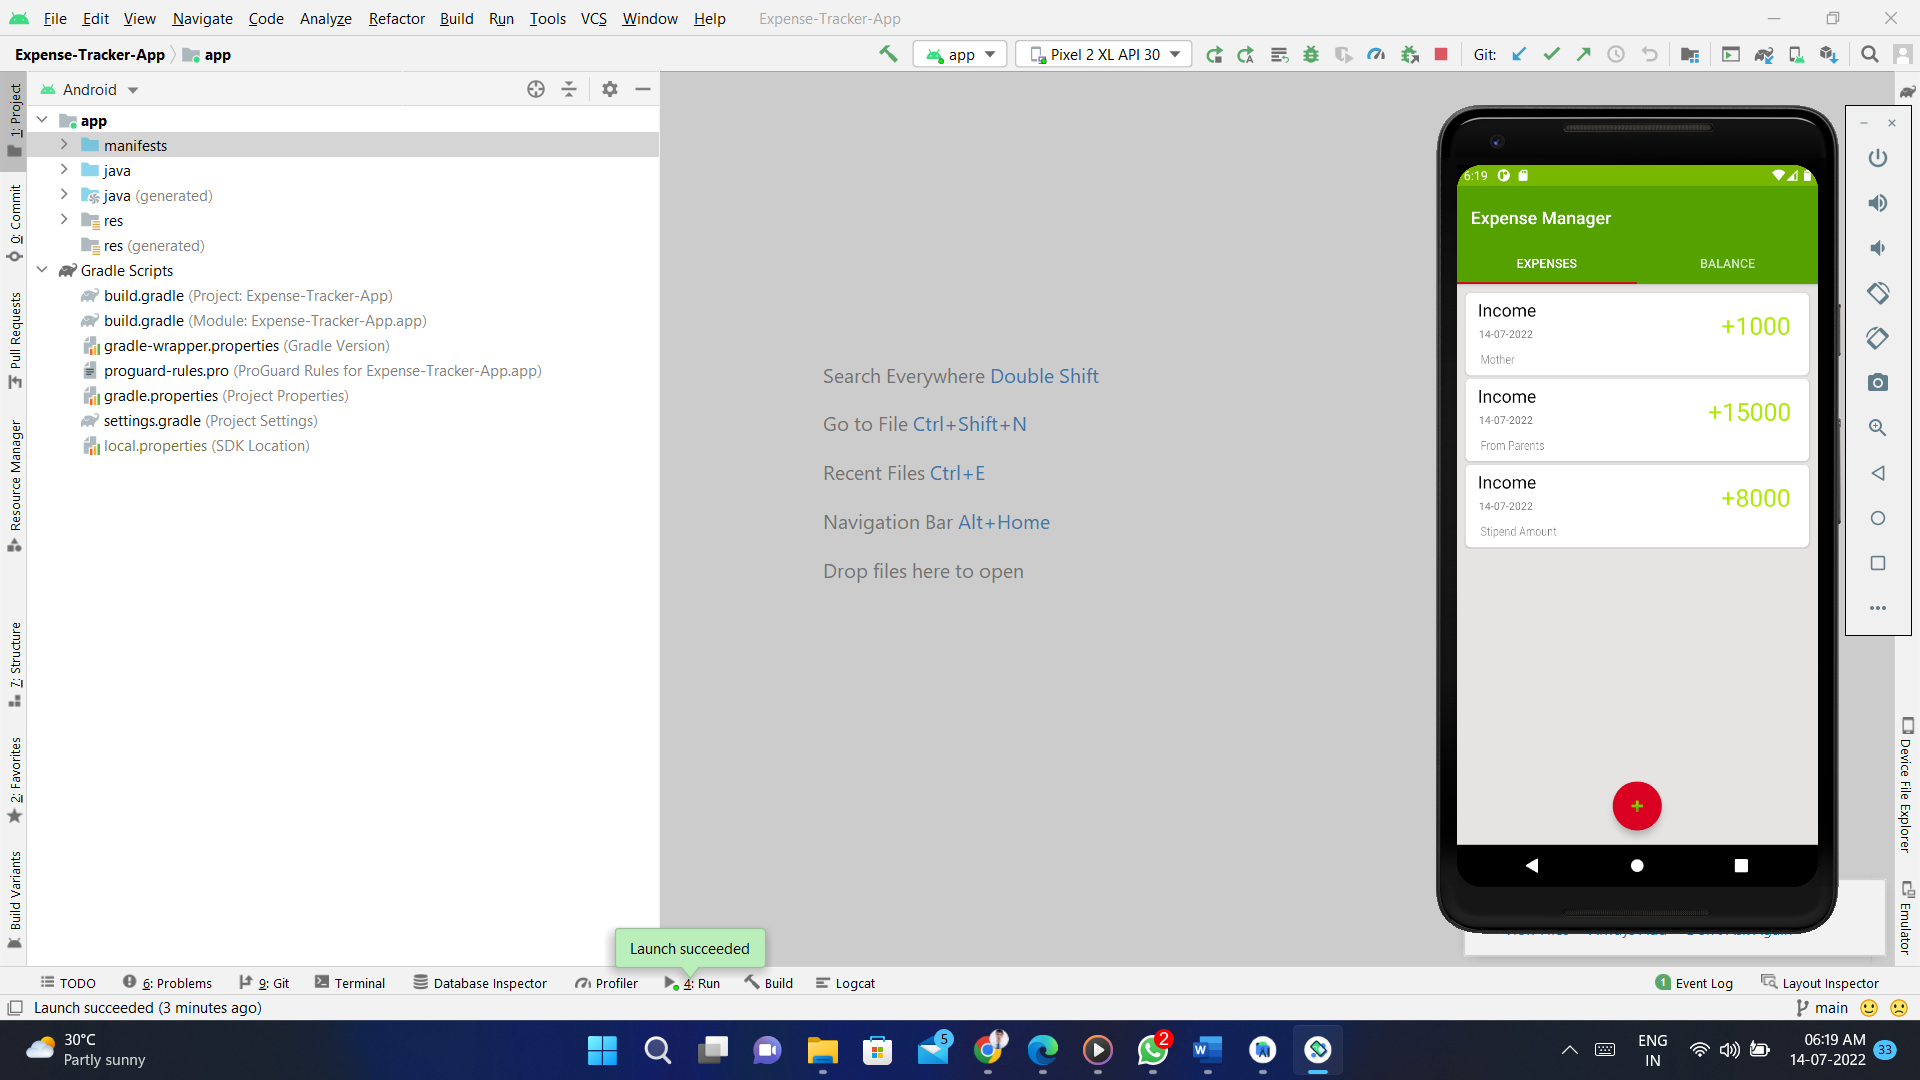 File Edit View Navigate Code Analyze Refactor Build Run Tools VCS Window Help Expense-Tracker-App
Expense-Tracker-App app
app Pixel 2 XL API 30 Git:
Android
app
manifests
java
java (generated)
res
res (generated)
Gradle Scripts
build.gradle (Project: Expense-Tracker-App)
build.gradle (Module: Expense-Tracker-App.app)
gradle-wrapper.properties (Gradle Version)
proguard-rules.pro (ProGuard Rules for Expense-Tracker-App.app)
gradle.properties (Project Properties)
settings.gradle (Project Settings)
local.properties (SDK Location)
1: Project
0: Commit
Pull Requests
Resource Manager
7: Structure
2: Favorites
Build Variants
Search Everywhere Double Shift
Go to File Ctrl+Shift+N
Recent Files Ctrl+E
Navigation Bar Alt+Home
Drop files here to open
6:19
Expense Manager
EXPENSES BALANCE
Income
14-07-2022
Mother
+1000
Income
14-07-2022
From Parents
+15000
Income
14-07-2022
Stipend Amount
+8000
Device File Explorer
Emulator
Launch succeeded
TODO 6: Problems 9: Git Terminal Database Inspector Profiler 4: Run Build Logcat 1 Event Log Layout Inspector
Launch succeeded (3 minutes ago) main
30°C
Partly sunny
5
2
ENG
IN
06:19 AM
14-07-2022
33